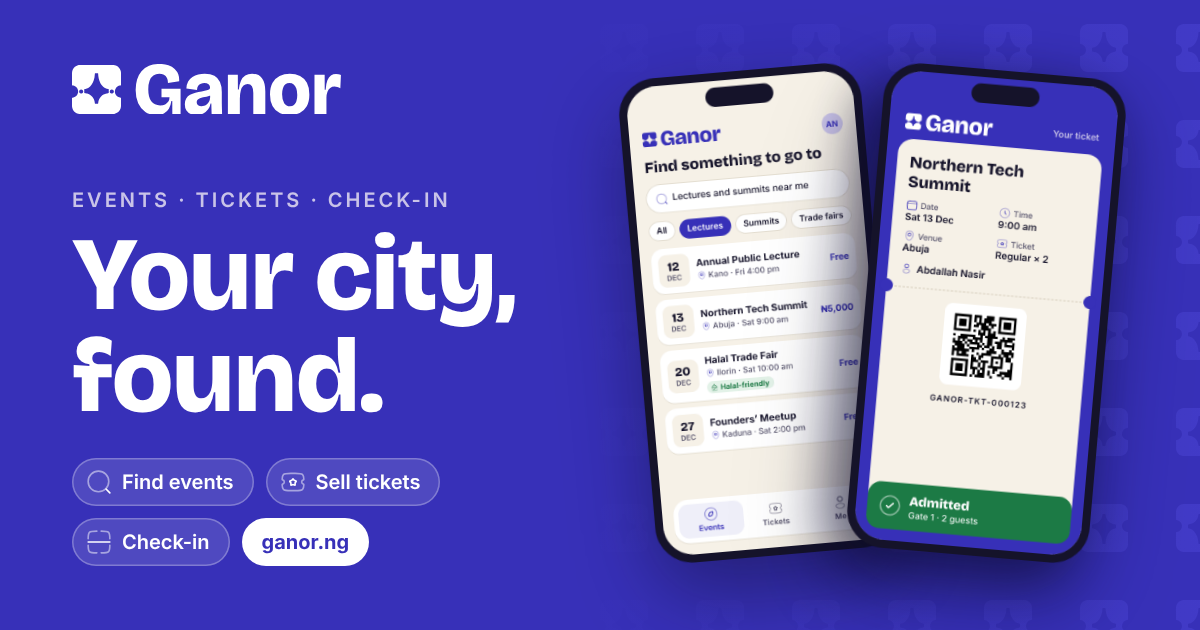 Ganor
EVENTS · TICKETS · CHECK-IN
Your city,
found.
Find events
Sell tickets
Check-in
ganor.ng
Ganor
AN
Find something to go to
Lectures and summits near me
All
Lectures
Summits
Trade fairs
12
DEC
Annual Public Lecture
Kano · Fri 4:00 pm
Free
13
DEC
Northern Tech Summit
Abuja · Sat 9:00 am
₦5,000
20
DEC
Halal Trade Fair
Ilorin · Sat 10:00 am
Halal-friendly
Free
27
DEC
Founders' Meetup
Kaduna · Sat 2:00 pm
Events
Tickets
Ganor
Your ticket
Northern Tech
Summit
Date
Sat 13 Dec
Time
9:00 am
Venue
Abuja
Ticket
Regular × 2
Abdallah Nasir
GANOR-TKT-000123
Admitted
Gate 1 · 2 guests